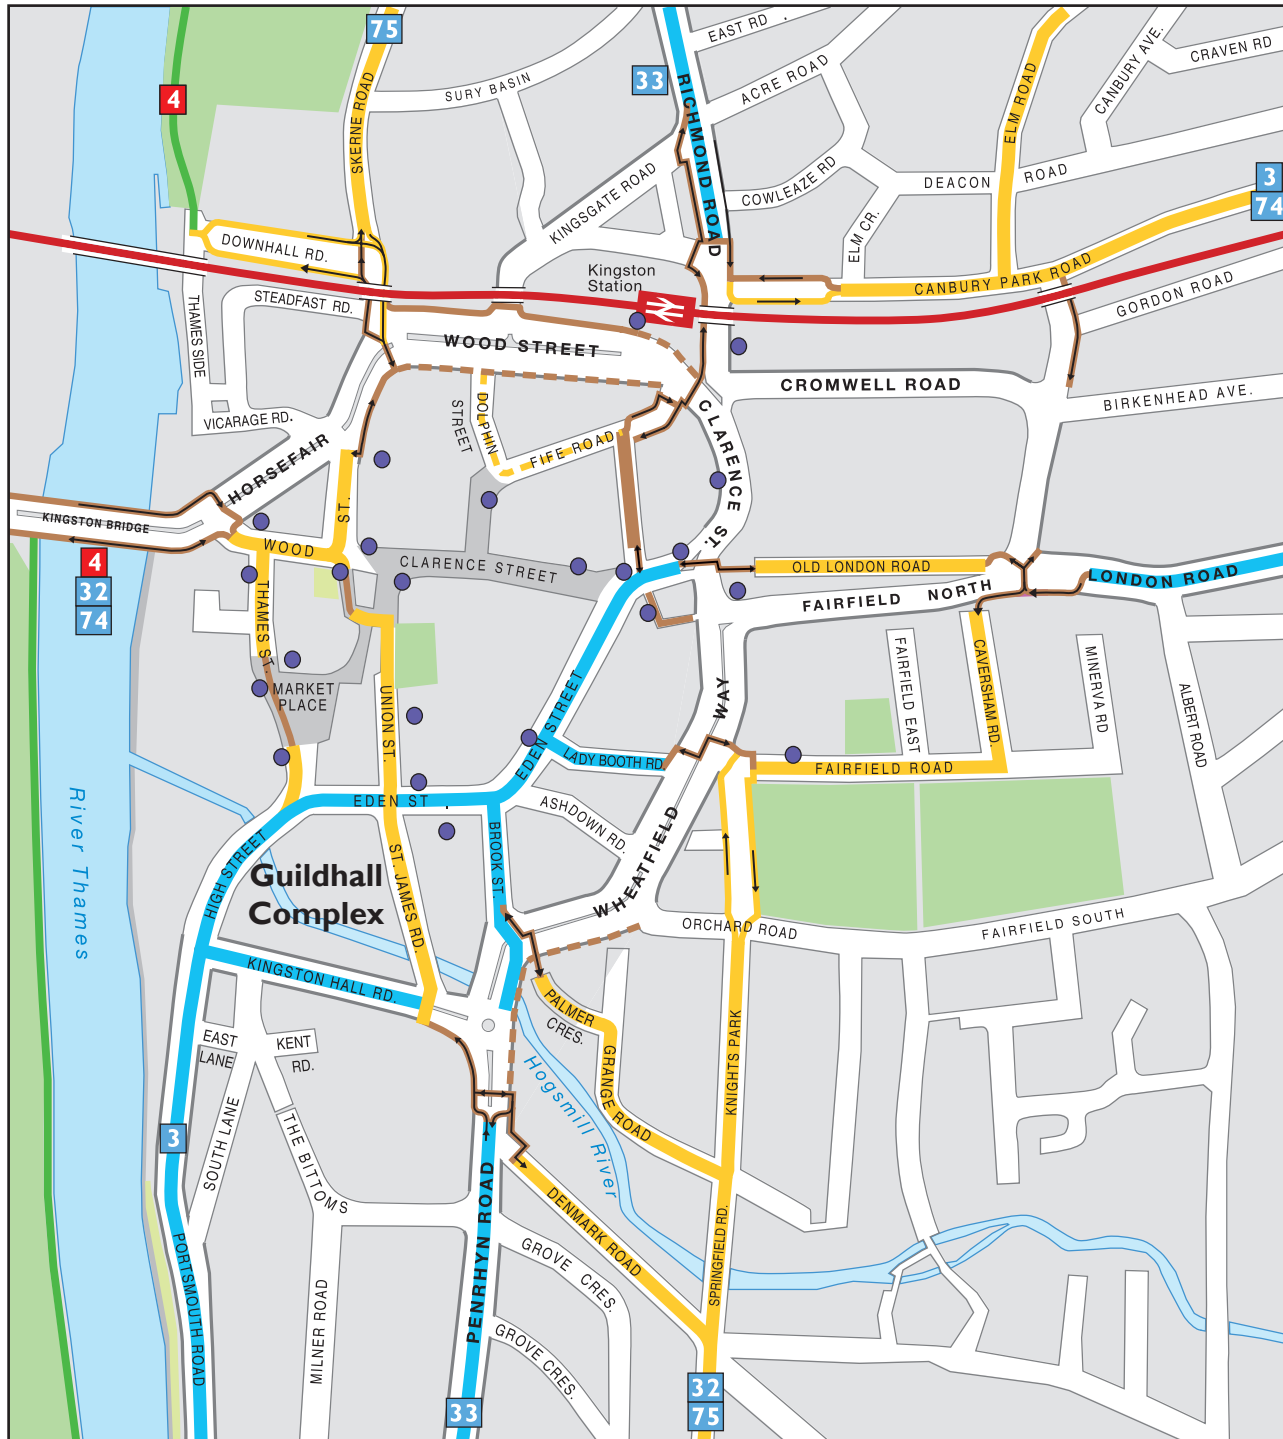 75
33
4
3
74
EAST RD
RICHMOND ROAD
ACRE ROAD
ELM ROAD
CANBURY AVE.
CRAVEN RD
SURY BASIN
SKERNE ROAD
KINGSGATE ROAD
COWLEAZE RD
DEACON ROAD
ELM CR.
DOWNHALL RD.
Kingston
Station
CANBURY PARK ROAD
GORDON ROAD
STEADFAST RD.
THAMES SIDE
WOOD STREET
CROMWELL ROAD
BIRKENHEAD AVE.
VICARAGE RD.
DOLPHIN
STREET
FIFE ROAD
CLARENCE ST.
HORSEFAIR
KINGSTON BRIDGE
4
32
74
WOOD ST.
CLARENCE STREET
OLD LONDON ROAD
FAIRFIELD NORTH
LONDON ROAD
THAMES ST.
MARKET
PLACE
UNION ST.
EDEN STREET
LADY BOOTH RD.
FAIRFIELD EAST
CAVERSHAM RD.
MINERVA RD
ALBERT ROAD
FAIRFIELD ROAD
WHEATFIELD WAY
EDEN ST
ASHDOWN RD.
BROOK ST.
HIGH STREET
Guildhall
Complex
ST. JAMES RD.
River Thames
ORCHARD ROAD
FAIRFIELD SOUTH
KINGSTON HALL RD.
PALMER
CRES.
EAST
LANE
KENT
RD.
GRANGE ROAD
KNIGHTS PARK
Hogsmill River
3
SOUTH LANE
THE BITTOMS
PENRHYN ROAD
DENMARK ROAD
SPRINGFIELD RD.
GROVE CRES.
GROVE CRES.
PORTSMOUTH ROAD
MILNER ROAD
33
32
75